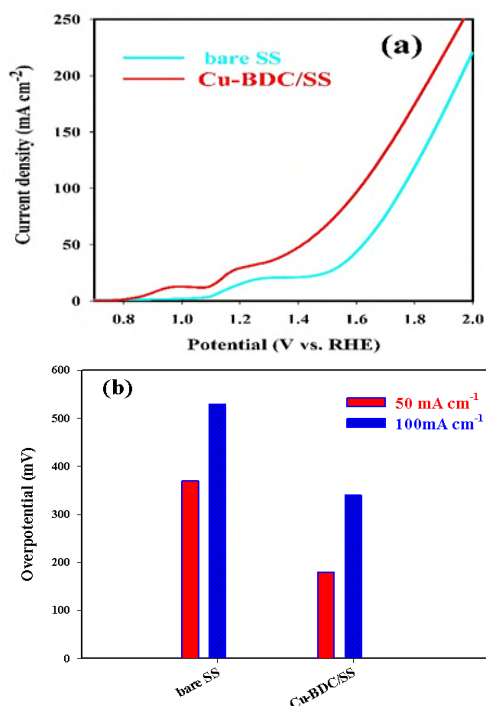 (a)
bare SS
Cu-BDC/SS
Current density (mA cm-2)
250
200
150
100
50
0
0.8 1.0 1.2 1.4 1.6 1.8 2.0
Potential (V vs. RHE)
(b)
50 mA cm-1
100mA cm-1
Overpotential (mV)
600
500
400
300
200
100
0
bare SS
Cu-BDC/SS